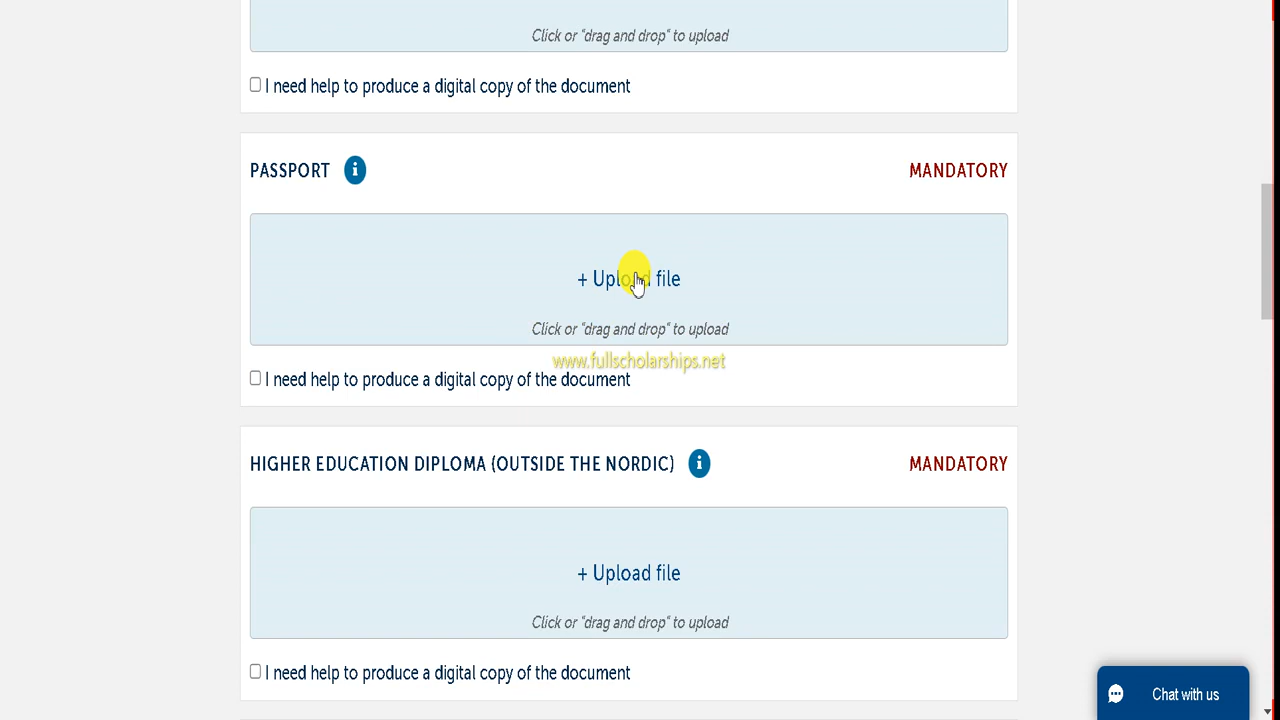 Click or "drag and drop" to upload
I need help to produce a digital copy of the document
PASSPORT i MANDATORY
+ Upload file
Click or "drag and drop" to upload
www.fullscholarships.net
I need help to produce a digital copy of the document
HIGHER EDUCATION DIPLOMA (OUTSIDE THE NORDIC) i MANDATORY
+ Upload file
Click or "drag and drop" to upload
I need help to produce a digital copy of the document
Chat with us